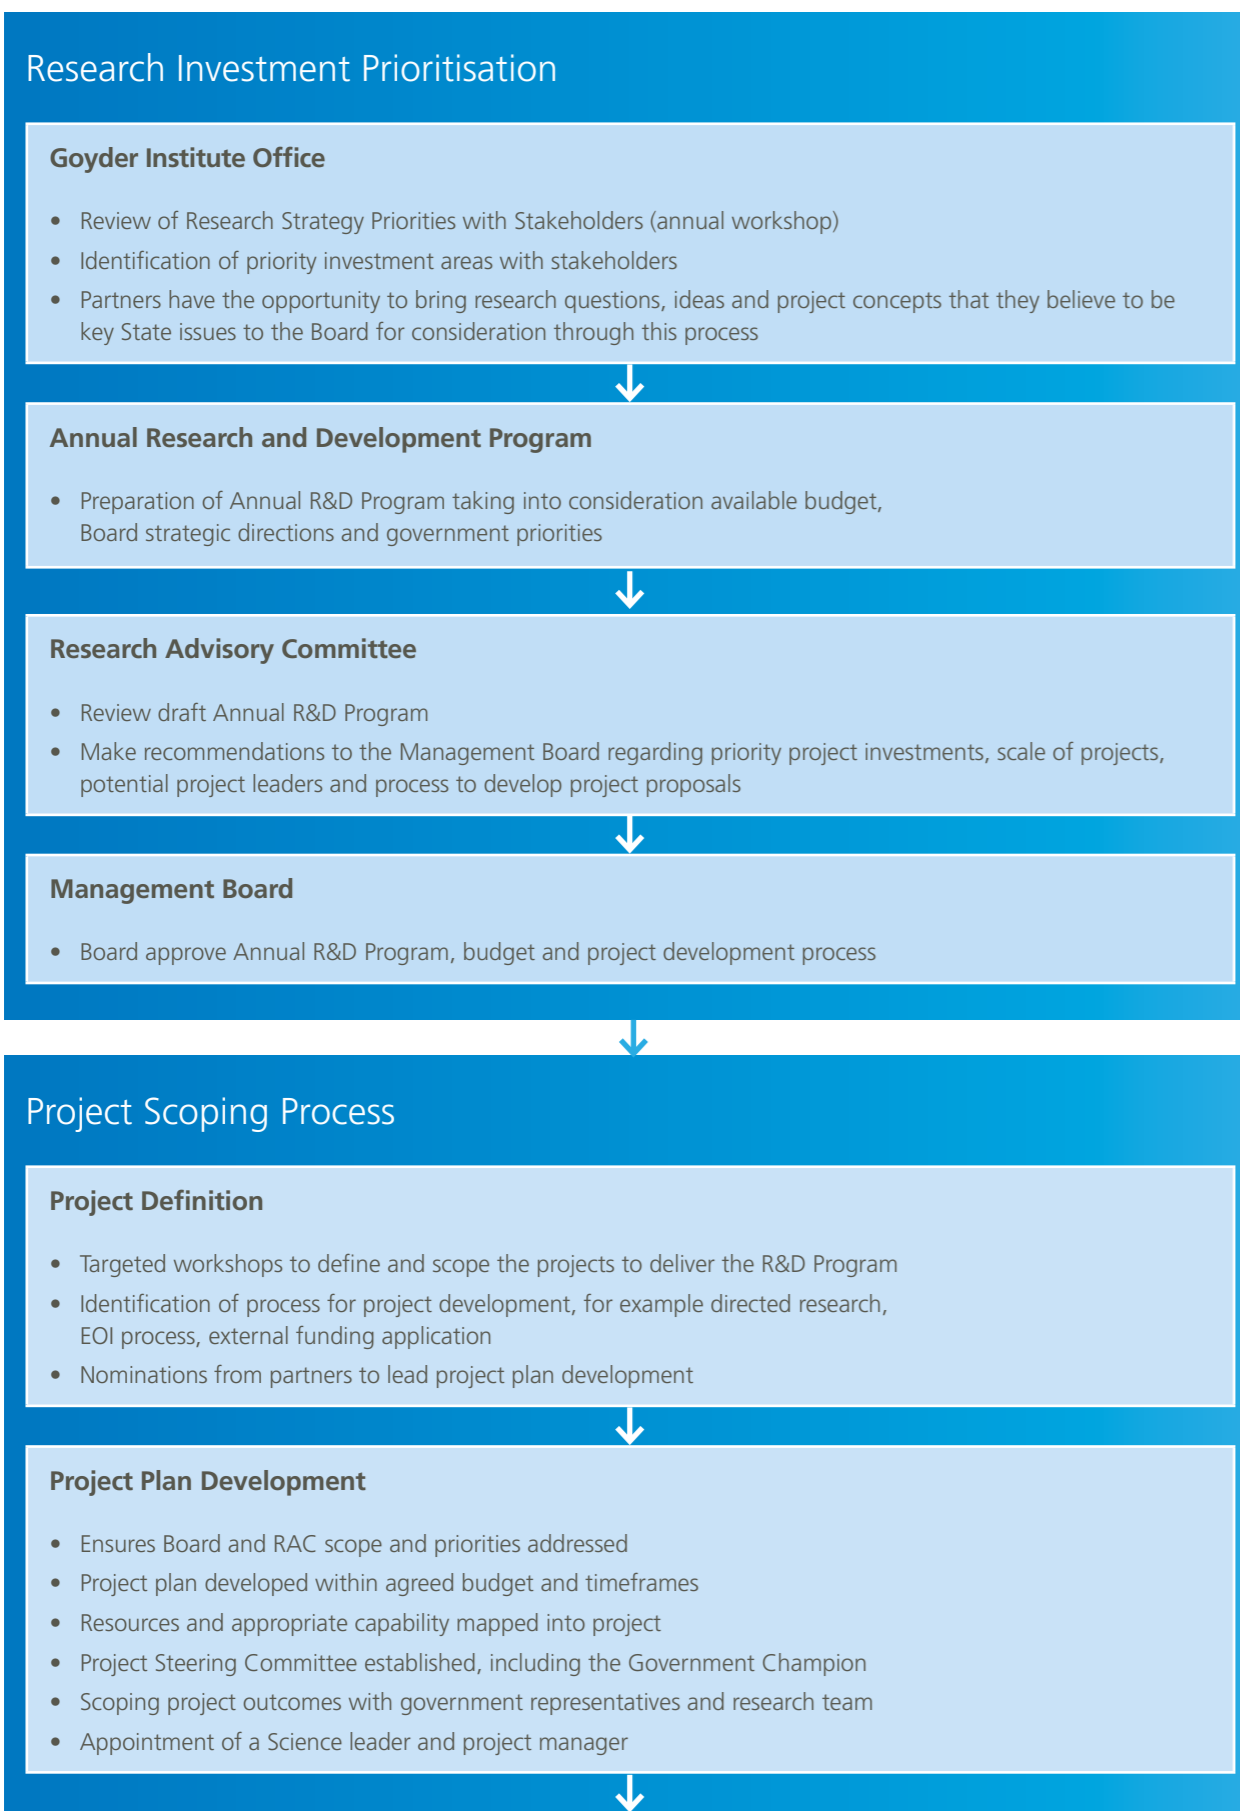 Research Investment Prioritisation
Goyder Institute Office
• Review of Research Strategy Priorities with Stakeholders (annual workshop)
• Identification of priority investment areas with stakeholders
• Partners have the opportunity to bring research questions, ideas and project concepts that they believe to be
key State issues to the Board for consideration through this process
Annual Research and Development Program
• Preparation of Annual R&D Program taking into consideration available budget,
Board strategic directions and government priorities
Research Advisory Committee
• Review draft Annual R&D Program
• Make recommendations to the Management Board regarding priority project investments, scale of projects,
potential project leaders and process to develop project proposals
Management Board
• Board approve Annual R&D Program, budget and project development process
Project Scoping Process
Project Definition
• Targeted workshops to define and scope the projects to deliver the R&D Program
• Identification of process for project development, for example directed research,
EOI process, external funding application
• Nominations from partners to lead project plan development
Project Plan Development
• Ensures Board and RAC scope and priorities addressed
• Project plan developed within agreed budget and timeframes
• Resources and appropriate capability mapped into project
• Project Steering Committee established, including the Government Champion
• Scoping project outcomes with government representatives and research team
• Appointment of a Science leader and project manager